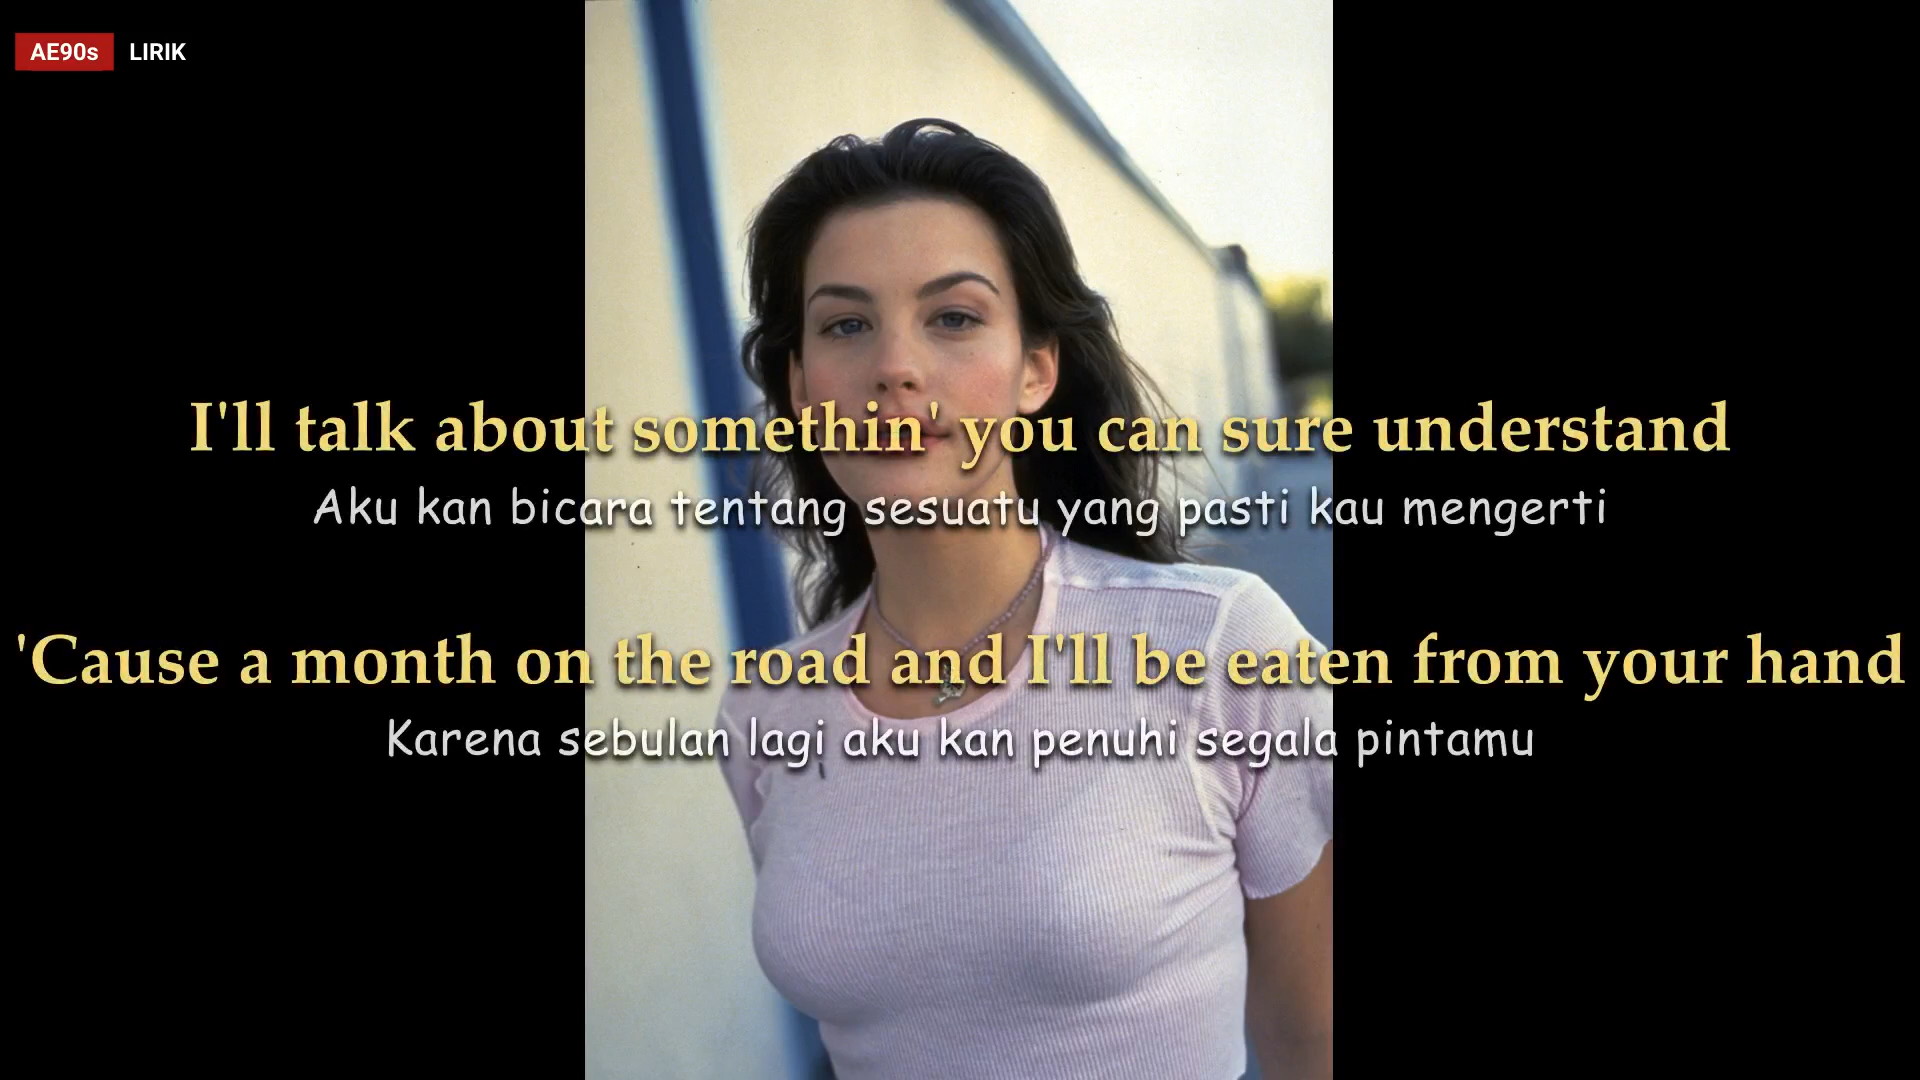 AE90s LIRIK
I'll talk about somethin' you can sure understand
Aku kan bicara tentang sesuatu yang pasti kau mengerti
'Cause a month on the road and I'll be eaten from your hand
Karena sebulan lagi aku kan penuhi segala pintamu